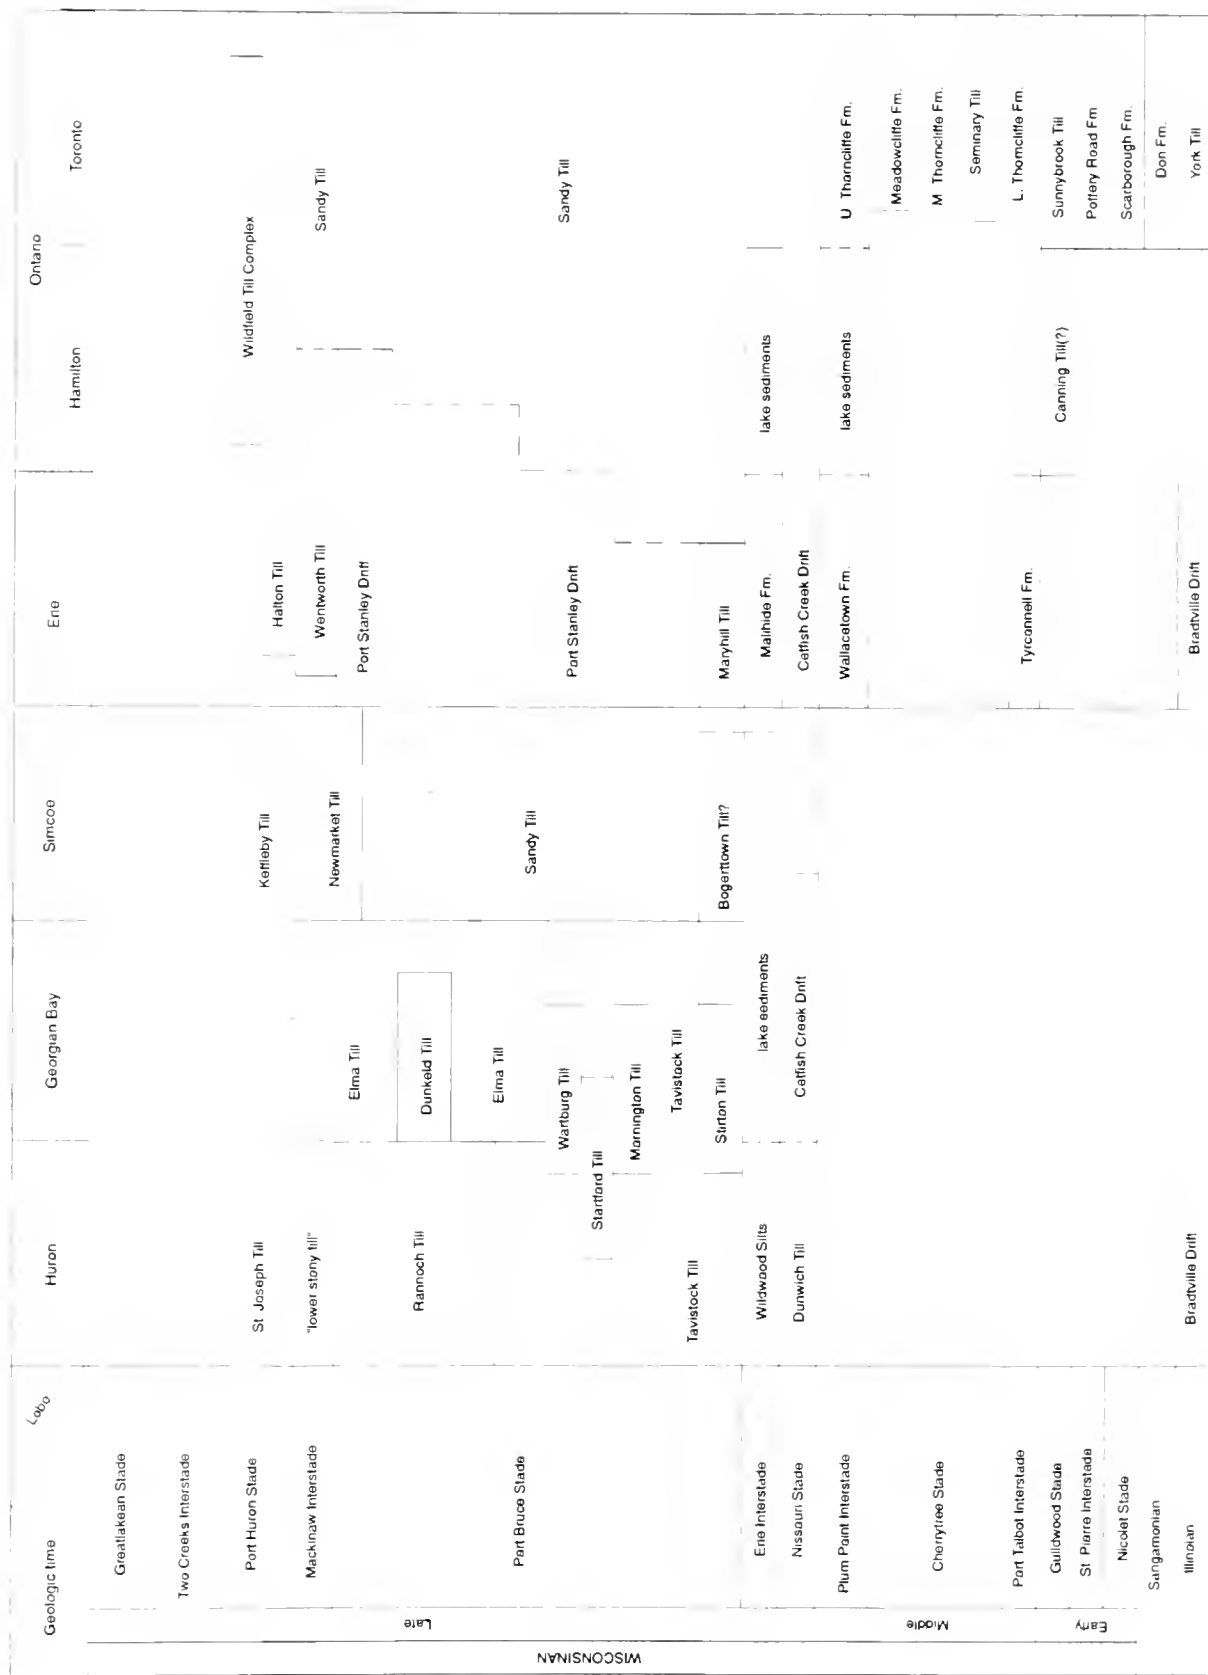 Ontario
Geologic time
Lobe
Huron
Georgian Bay
Simcoe
Erie
Hamilton
Toronto
WISCONSINAN
Late
Greatlakean Stade
Two Creeks Interstade
Port Huron Stade
St Joseph Till
Kettleby Till
Halton Till
Wildfield Till Complex
Mackinaw Interstade
"lower stony till"
Newmarket Till
Wentworth Till
Sandy Till
Elma Till
Port Stanley Drift
Port Bruce Stade
Rannoch Till
Dunkeld Till
Elma Till
Sandy Till
Wartburg Till
Port Stanley Drift
Sandy Till
Startford Till
Mornington Till
Tavistock Till
Tavistock Till
Stirton Till
Bogerttown Till?
Maryhill Till
Erie Interstade
Wildwood Silts
lake sediments
Malihide Fm.
lake sediments
Nissouri Stade
Dunwich Till
Catfish Creek Drift
Catfish Creek Drift
Middle
Plum Point Interstade
Wallacetown Fm.
lake sediments
U Thorncliffe Fm.
Cherrytree Stade
Meadowcliffe Fm.
M Thorncliffe Fm.
Seminary Till
Port Talbot Interstade
Tyrconnell Fm.
L. Thorncliffe Fm.
Early
Guildwood Stade
Canning Till(?)
Sunnybrook Till
St Pierre Interstade
Pottery Road Fm
Nicolet Stade
Scarborough Fm.
Sangamonian
Don Fm.
Illinoian
Bradtville Drift
Bradtville Drift
York Till